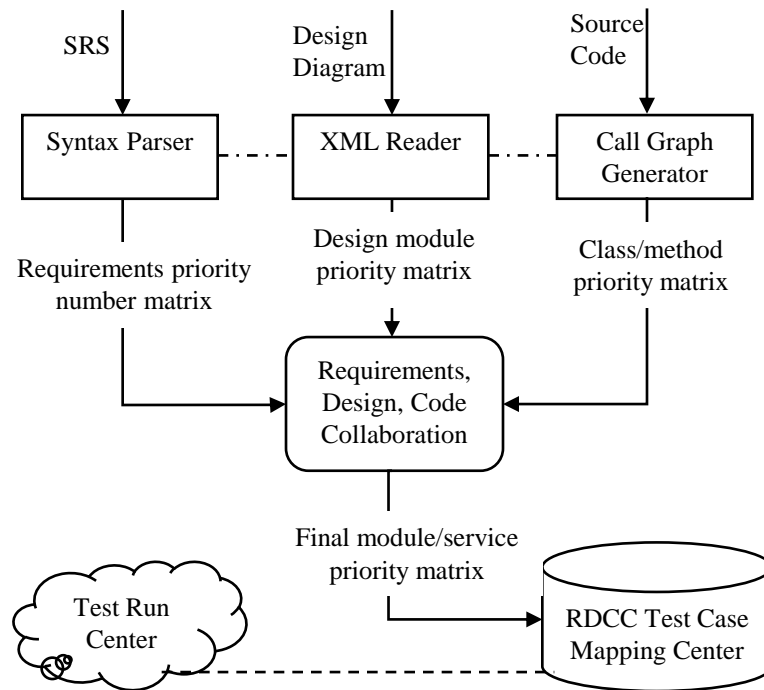 SRS
Design
Diagram
Source
Code
Syntax Parser
XML Reader
Call Graph
Generator
Requirements priority
number matrix
Design module
priority matrix
Class/method
priority matrix
Requirements,
Design, Code
Collaboration
Final module/service
priority matrix
Test Run
Center
RDCC Test Case
Mapping Center